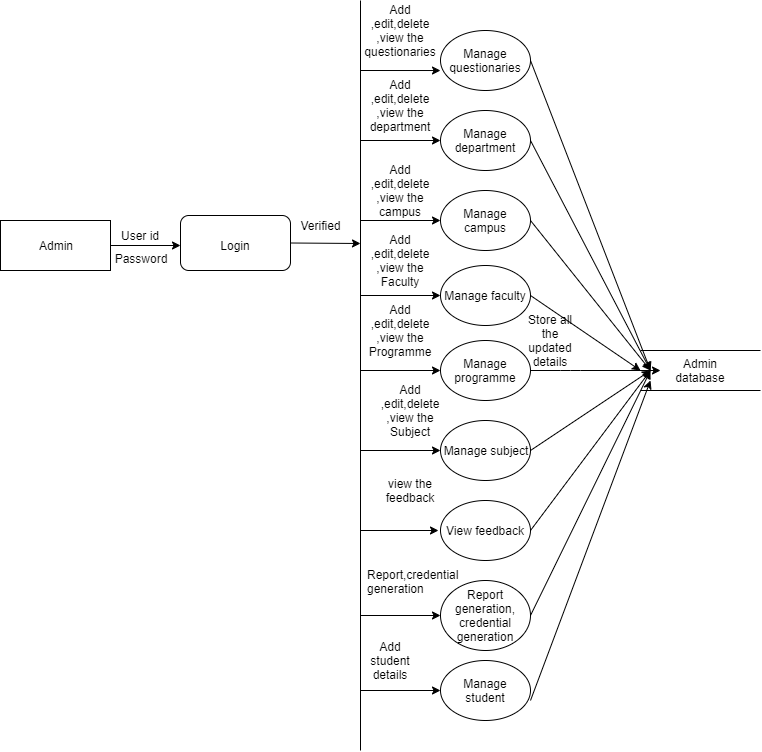 Admin
User id
Password
Login
Verified
Add
,edit,delete
,view the
questionaries
Manage
questionaries
Add
,edit,delete
,view the
department
Manage
department
Add
,edit,delete
,view the
campus
Manage
campus
Add
,edit,delete
,view the
Faculty
Manage faculty
Add
,edit,delete
,view the
Programme
Manage
programme
Store all
the
updated
details
Admin
database
Add
,edit,delete
,view the
Subject
Manage subject
view the
feedback
View feedback
Report,credential
generation
Report
generation,
credential
generation
Add
student
details
Manage
student